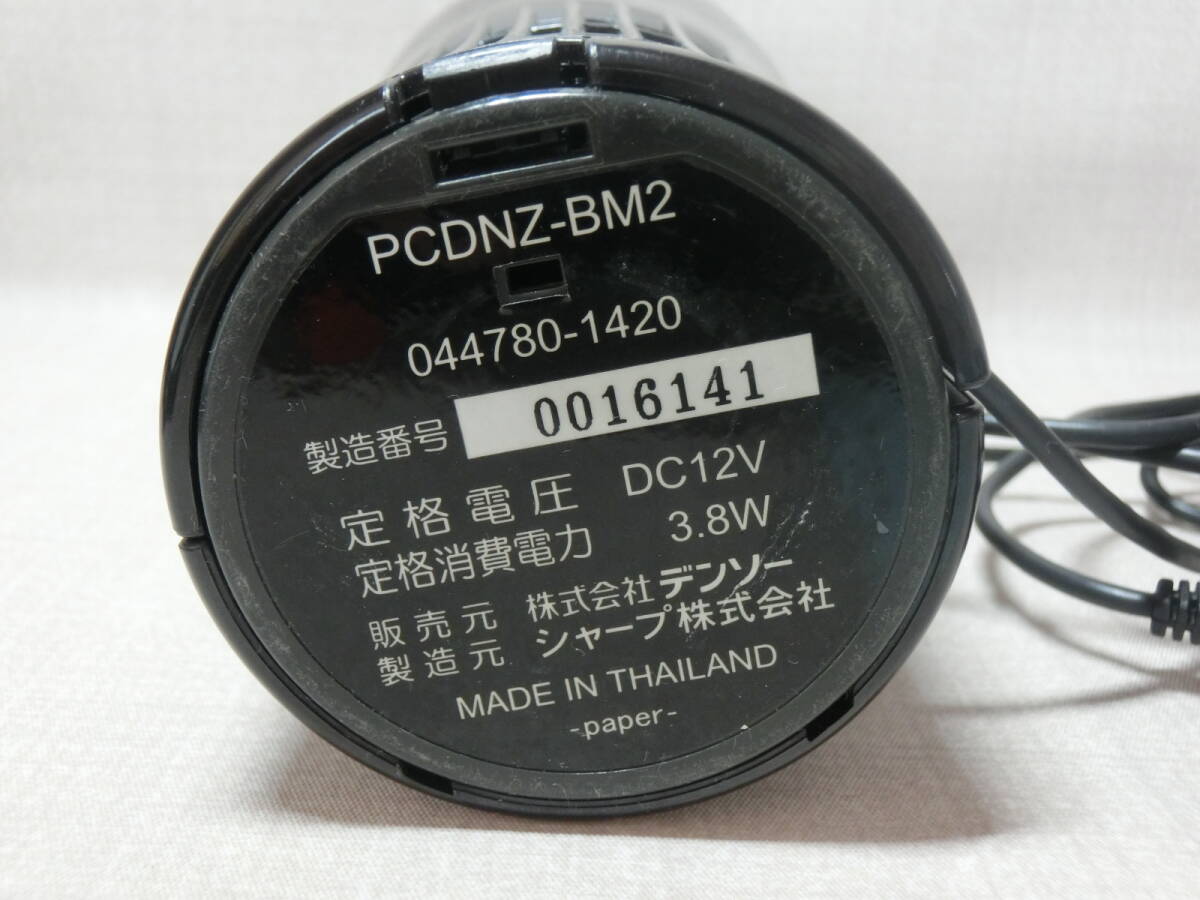 PCDNZ-BM2
044780-1420
製造番号 0016141
定格電圧 DC12V
定格消費電力 3.8W
販売元 株式会社デンソー
製造元 シャープ株式会社
MADE IN THAILAND
-paper-